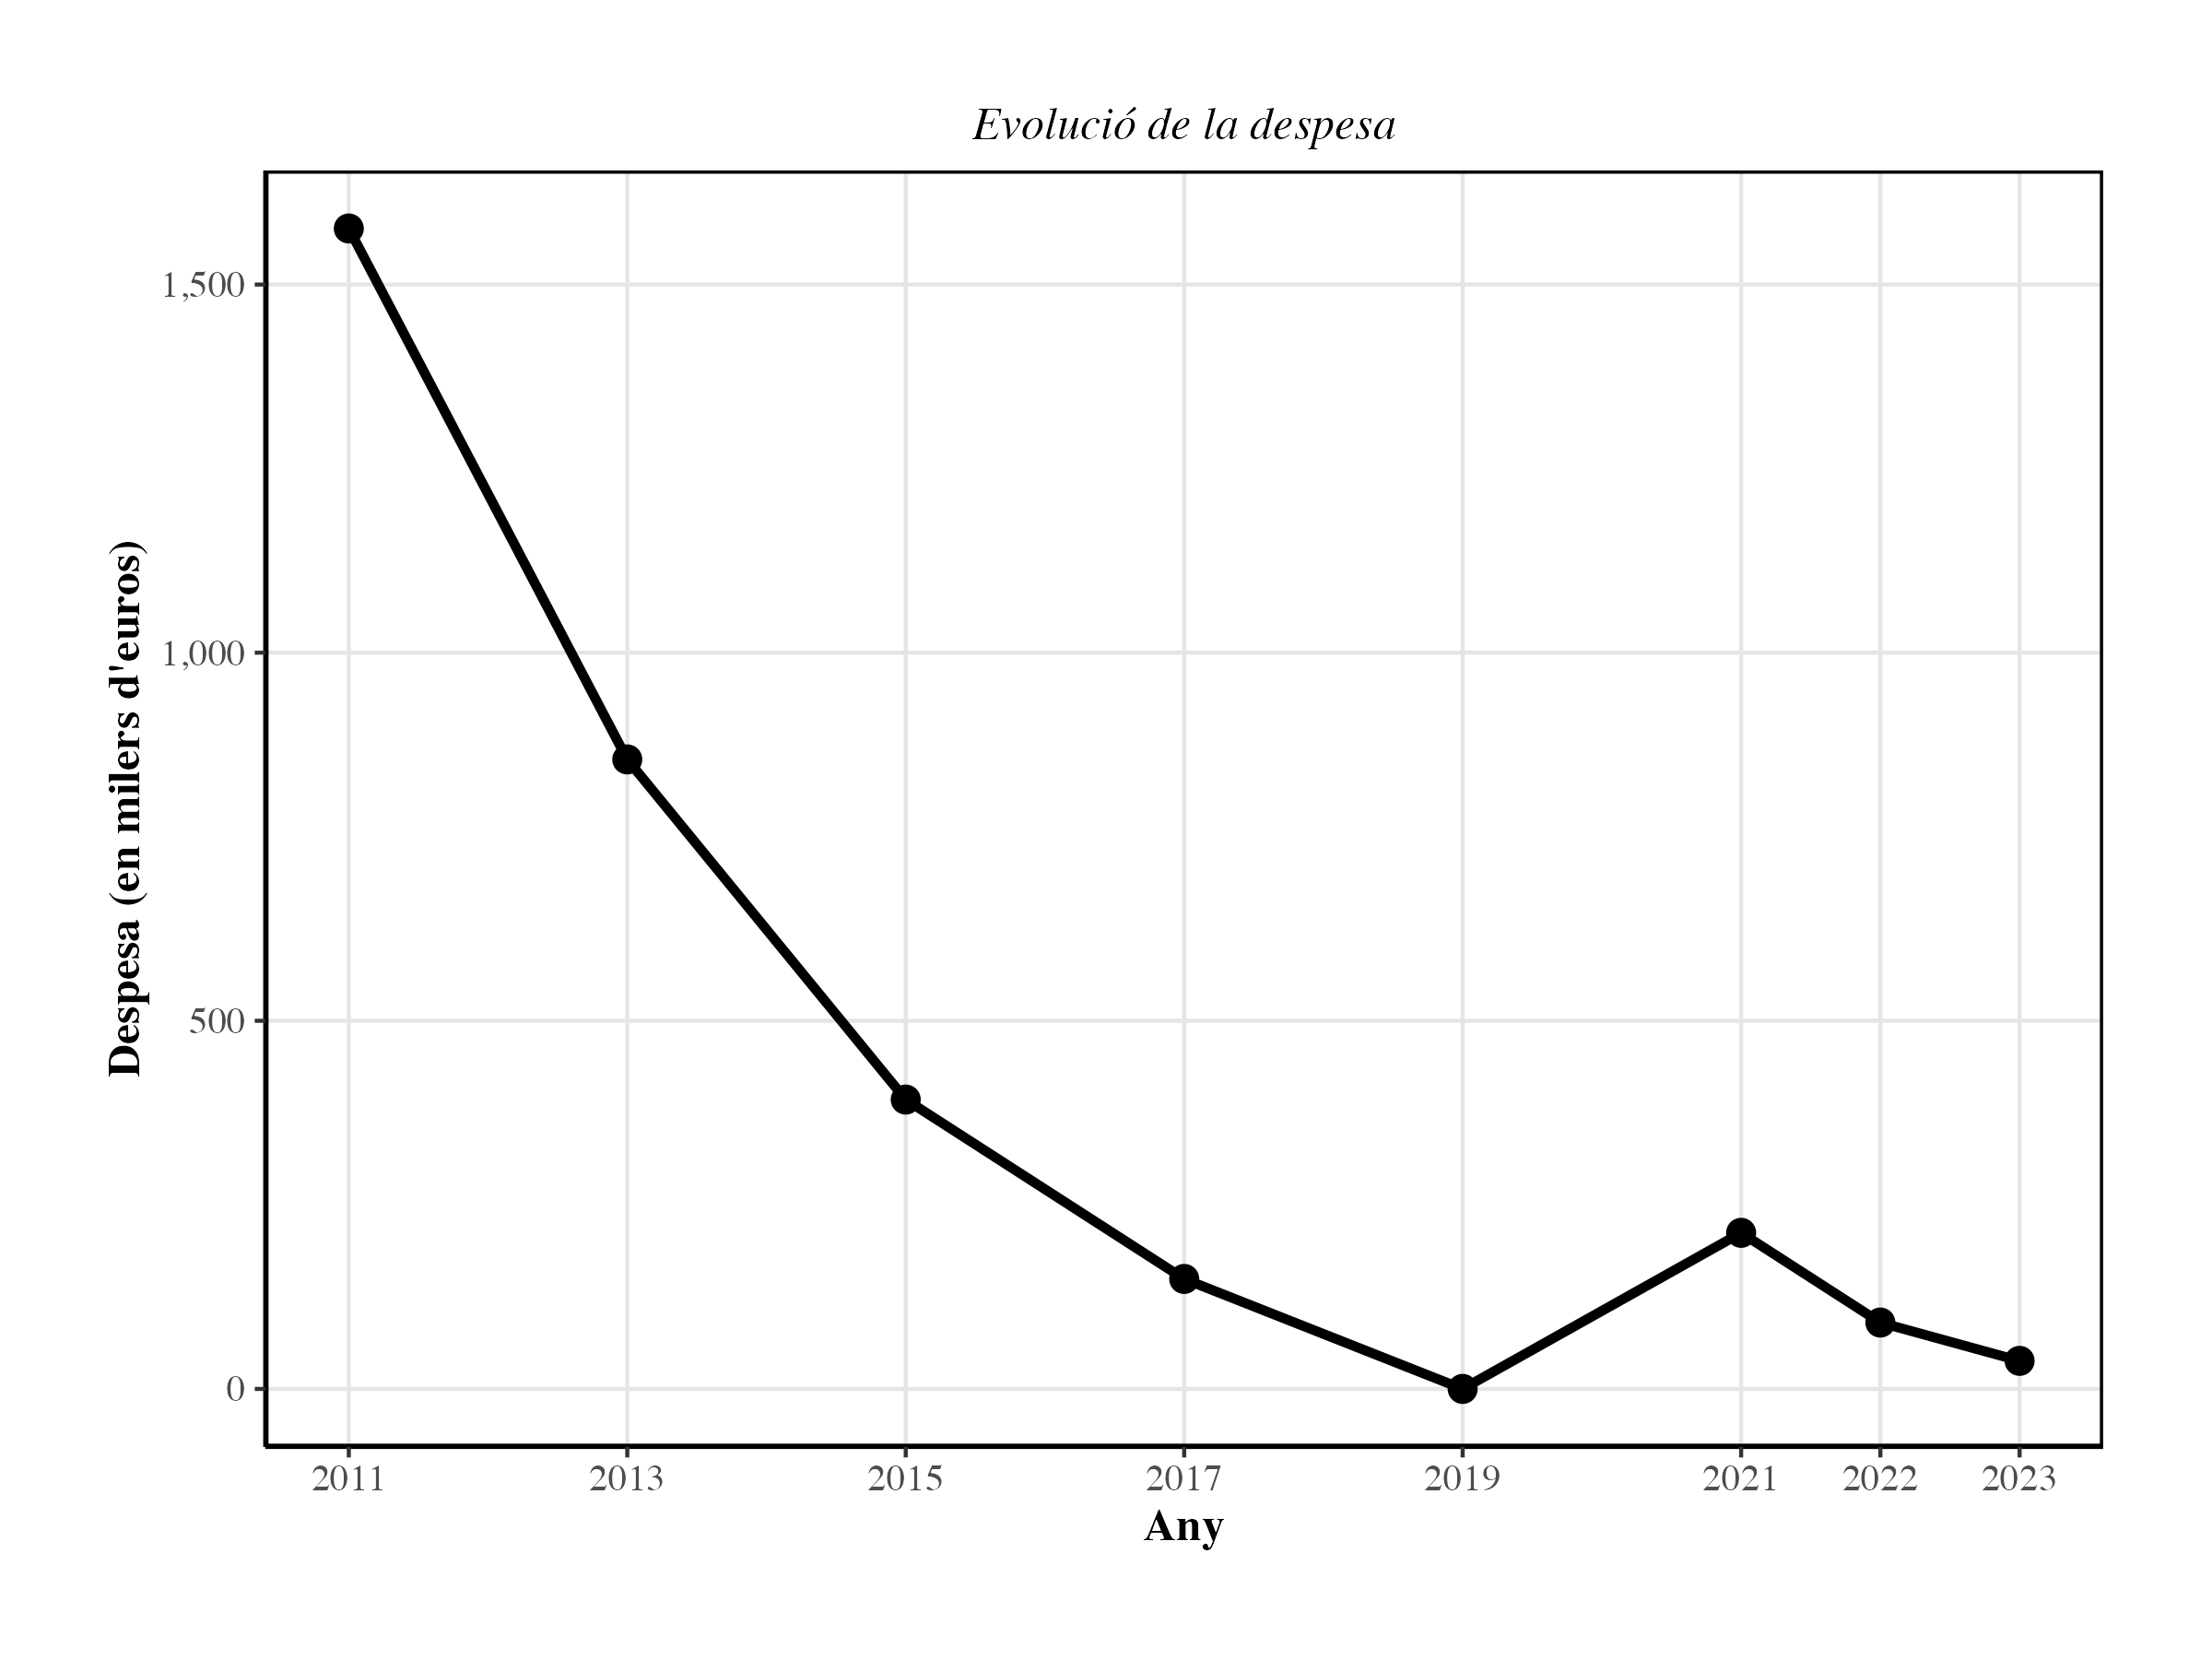 Evolució de la despesa
Despesa (en milers d'euros)
1,500
1,000
500
0
2011 2013 2015 2017 2019 2021 2022 2023
Any